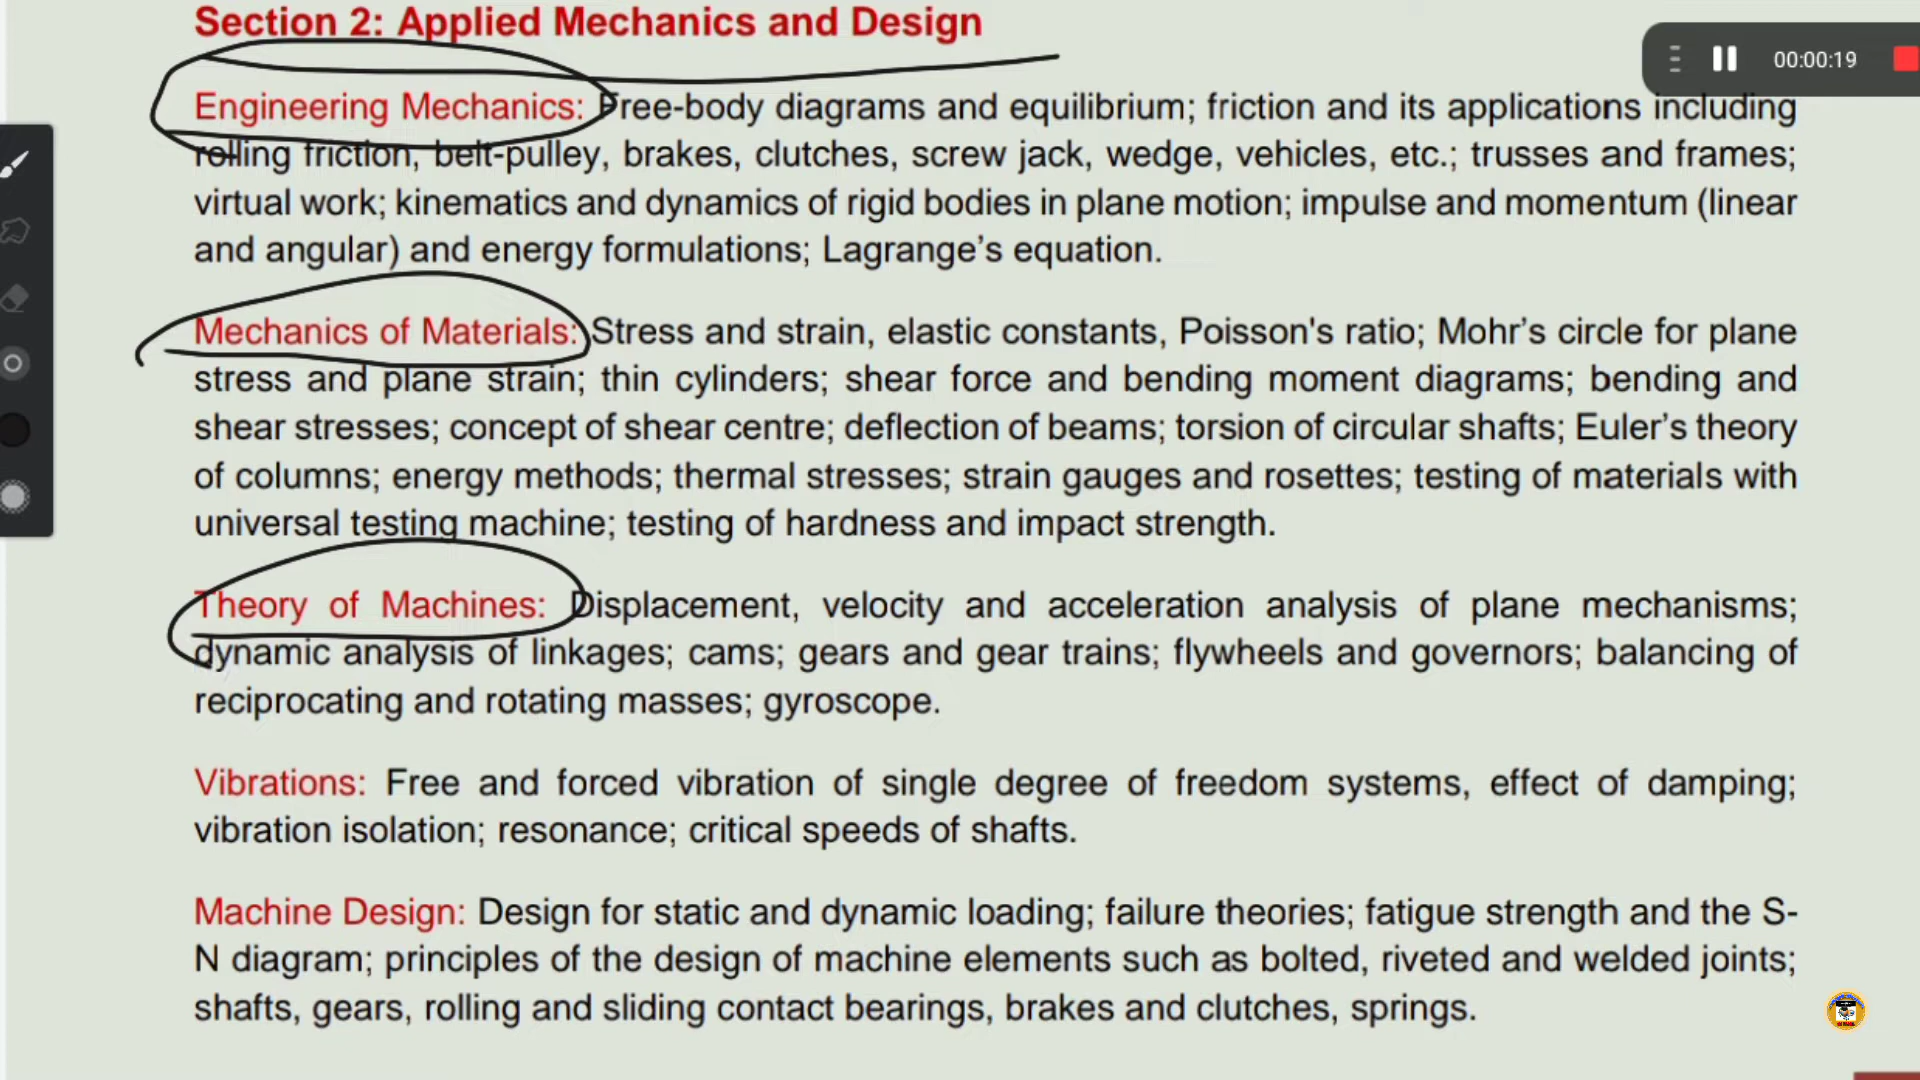 Section 2: Applied Mechanics and Design
00:00:19
Engineering Mechanics: Free-body diagrams and equilibrium; friction and its applications including
rolling friction, belt-pulley, brakes, clutches, screw jack, wedge, vehicles, etc.; trusses and frames;
virtual work; kinematics and dynamics of rigid bodies in plane motion; impulse and momentum (linear
and angular) and energy formulations; Lagrange’s equation.
Mechanics of Materials: Stress and strain, elastic constants, Poisson's ratio; Mohr’s circle for plane
stress and plane strain; thin cylinders; shear force and bending moment diagrams; bending and
shear stresses; concept of shear centre; deflection of beams; torsion of circular shafts; Euler’s theory
of columns; energy methods; thermal stresses; strain gauges and rosettes; testing of materials with
universal testing machine; testing of hardness and impact strength.
Theory of Machines: Displacement, velocity and acceleration analysis of plane mechanisms;
dynamic analysis of linkages; cams; gears and gear trains; flywheels and governors; balancing of
reciprocating and rotating masses; gyroscope.
Vibrations: Free and forced vibration of single degree of freedom systems, effect of damping;
vibration isolation; resonance; critical speeds of shafts.
Machine Design: Design for static and dynamic loading; failure theories; fatigue strength and the S-
N diagram; principles of the design of machine elements such as bolted, riveted and welded joints;
shafts, gears, rolling and sliding contact bearings, brakes and clutches, springs.